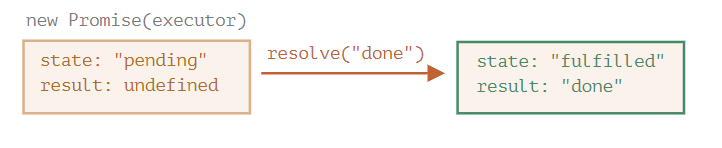 new Promise(executor)
state: "pending"
result: undefined
resolve("done")
state: "fulfilled"
result: "done"